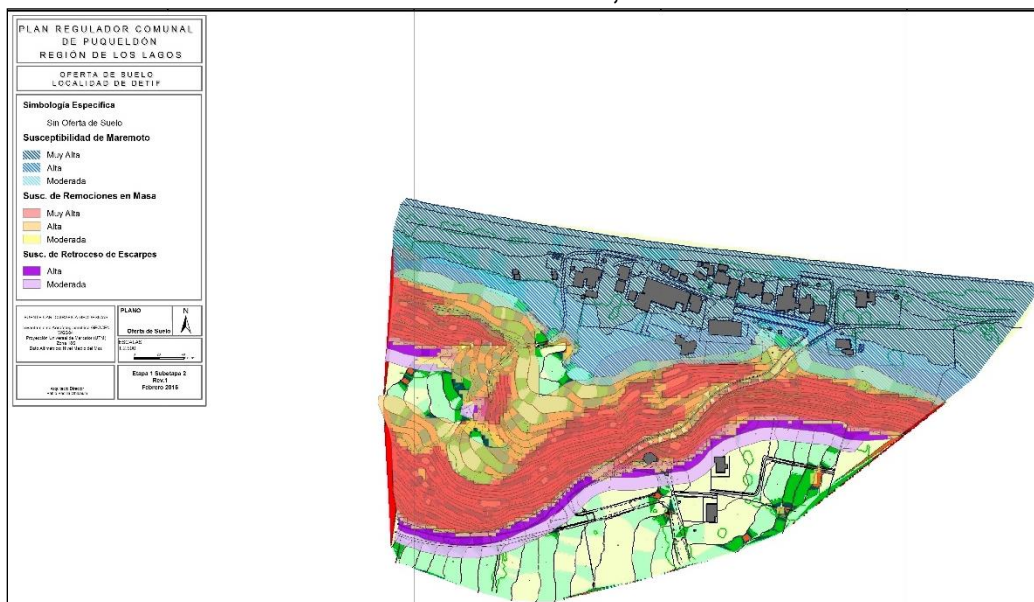 PLAN REGULADOR COMUNAL
DE PUQUELDÓN
REGIÓN DE LOS LAGOS
OFERTA DE SUELO
LOCALIDAD DE DETIF
Simbología Específica
Sin Oferta de Suelo
Susceptibilidad de Maremoto
Muy Alta
Alta
Moderada
Susc. de Remociones en Masa
Muy Alta
Alta
Moderada
Susc. de Retroceso de Escarpes
Alta
Moderada
PLANO
N
Oferta de Suelo
ESCALAS
Etapa 1 Subetapa 2
Rev.1
Febrero 2015